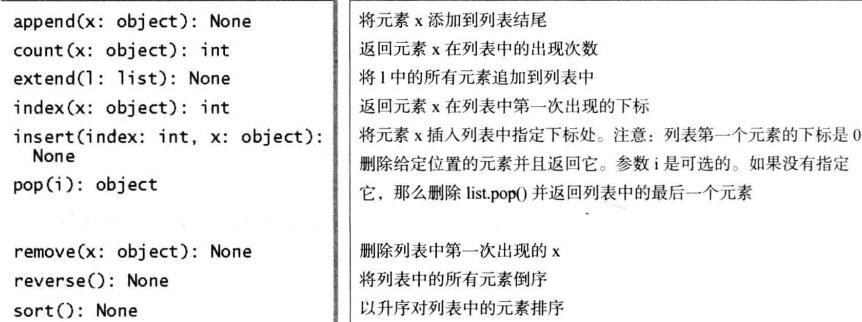 append(x: object): None 将元素 x 添加到列表结尾
count(x: object): int 返回元素 x 在列表中的出现次数
extend(l: list): None 将 l 中的所有元素追加到列表中
index(x: object): int 返回元素 x 在列表中第一次出现的下标
insert(index: int, x: object): 将元素 x 插入列表中指定下标处。注意：列表第一个元素的下标是 0
None
删除给定位置的元素并且返回它。参数 i 是可选的。如果没有指定
pop(i): object
它，那么删除 list.pop() 并返回列表中的最后一个元素
remove(x: object): None 删除列表中第一次出现的 x
reverse(): None 将列表中的所有元素倒序
sort(): None 以升序对列表中的元素排序